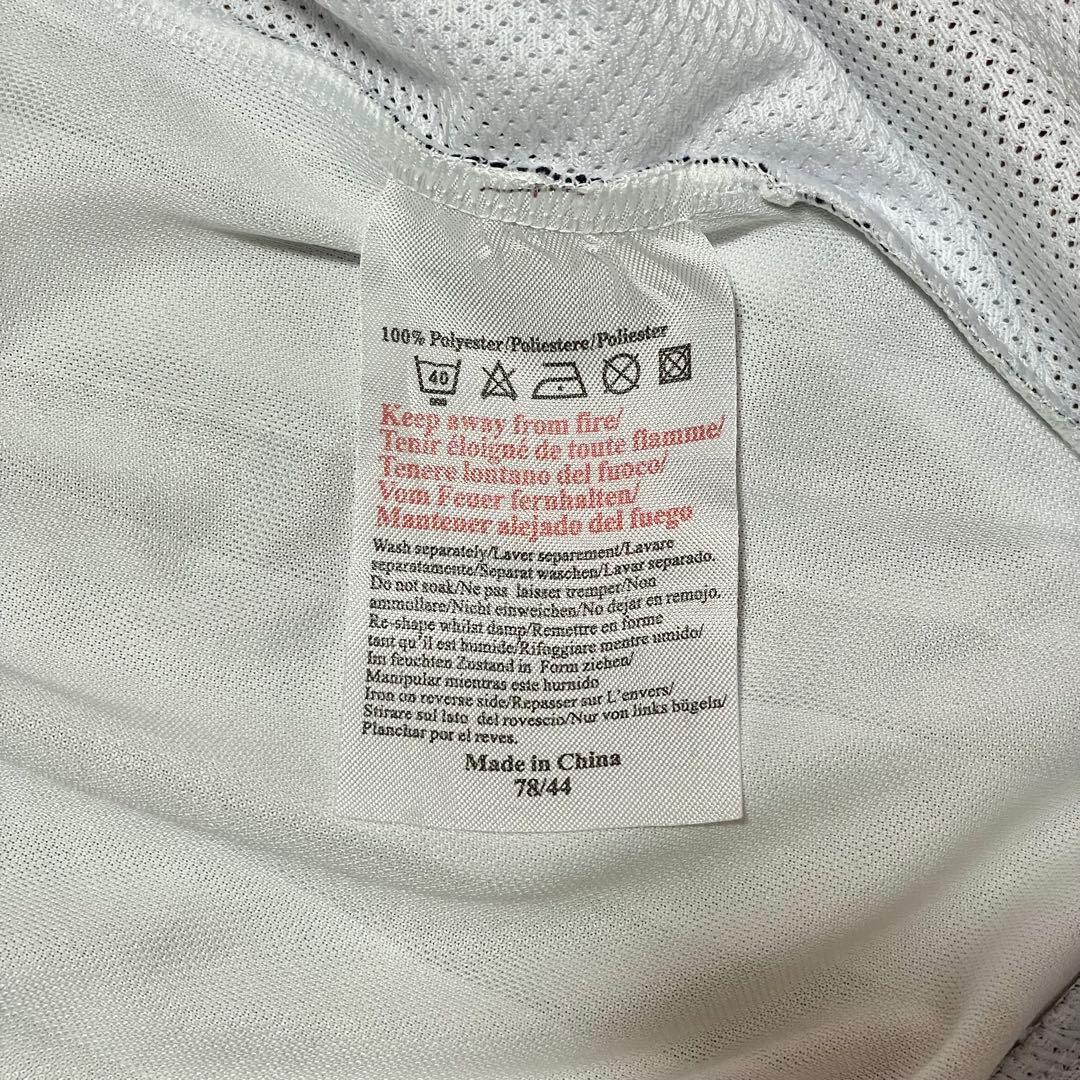 100% Polyester/Poliestere/Poliester
40
Keep away from fire/
Tenir éloigné de toute flamme/
Tenere lontano del fuoco/
Vom Feuer fernhalten/
Mantener alejado del fuego
Wash separately/Laver separement/Lavare
separatamente/Separat waschen/Lavar separado.
Do not soak/Ne pas laisser tremper/Non
ammollare/Nicht einweichen/No dejar en remojo.
Re-shape whilst damp/Remettre en forme
tant qu'il est humide/Rifoggiare mentre umido/
Im feuchten Zustand in Form ziehen/
Manipular mientras este humido
Iron on reverse side/Repasser sur L'envers/
Stirare sul lato del rovescio/Nur von links bügeln/
Planchar por el reves.
Made in China
78/44